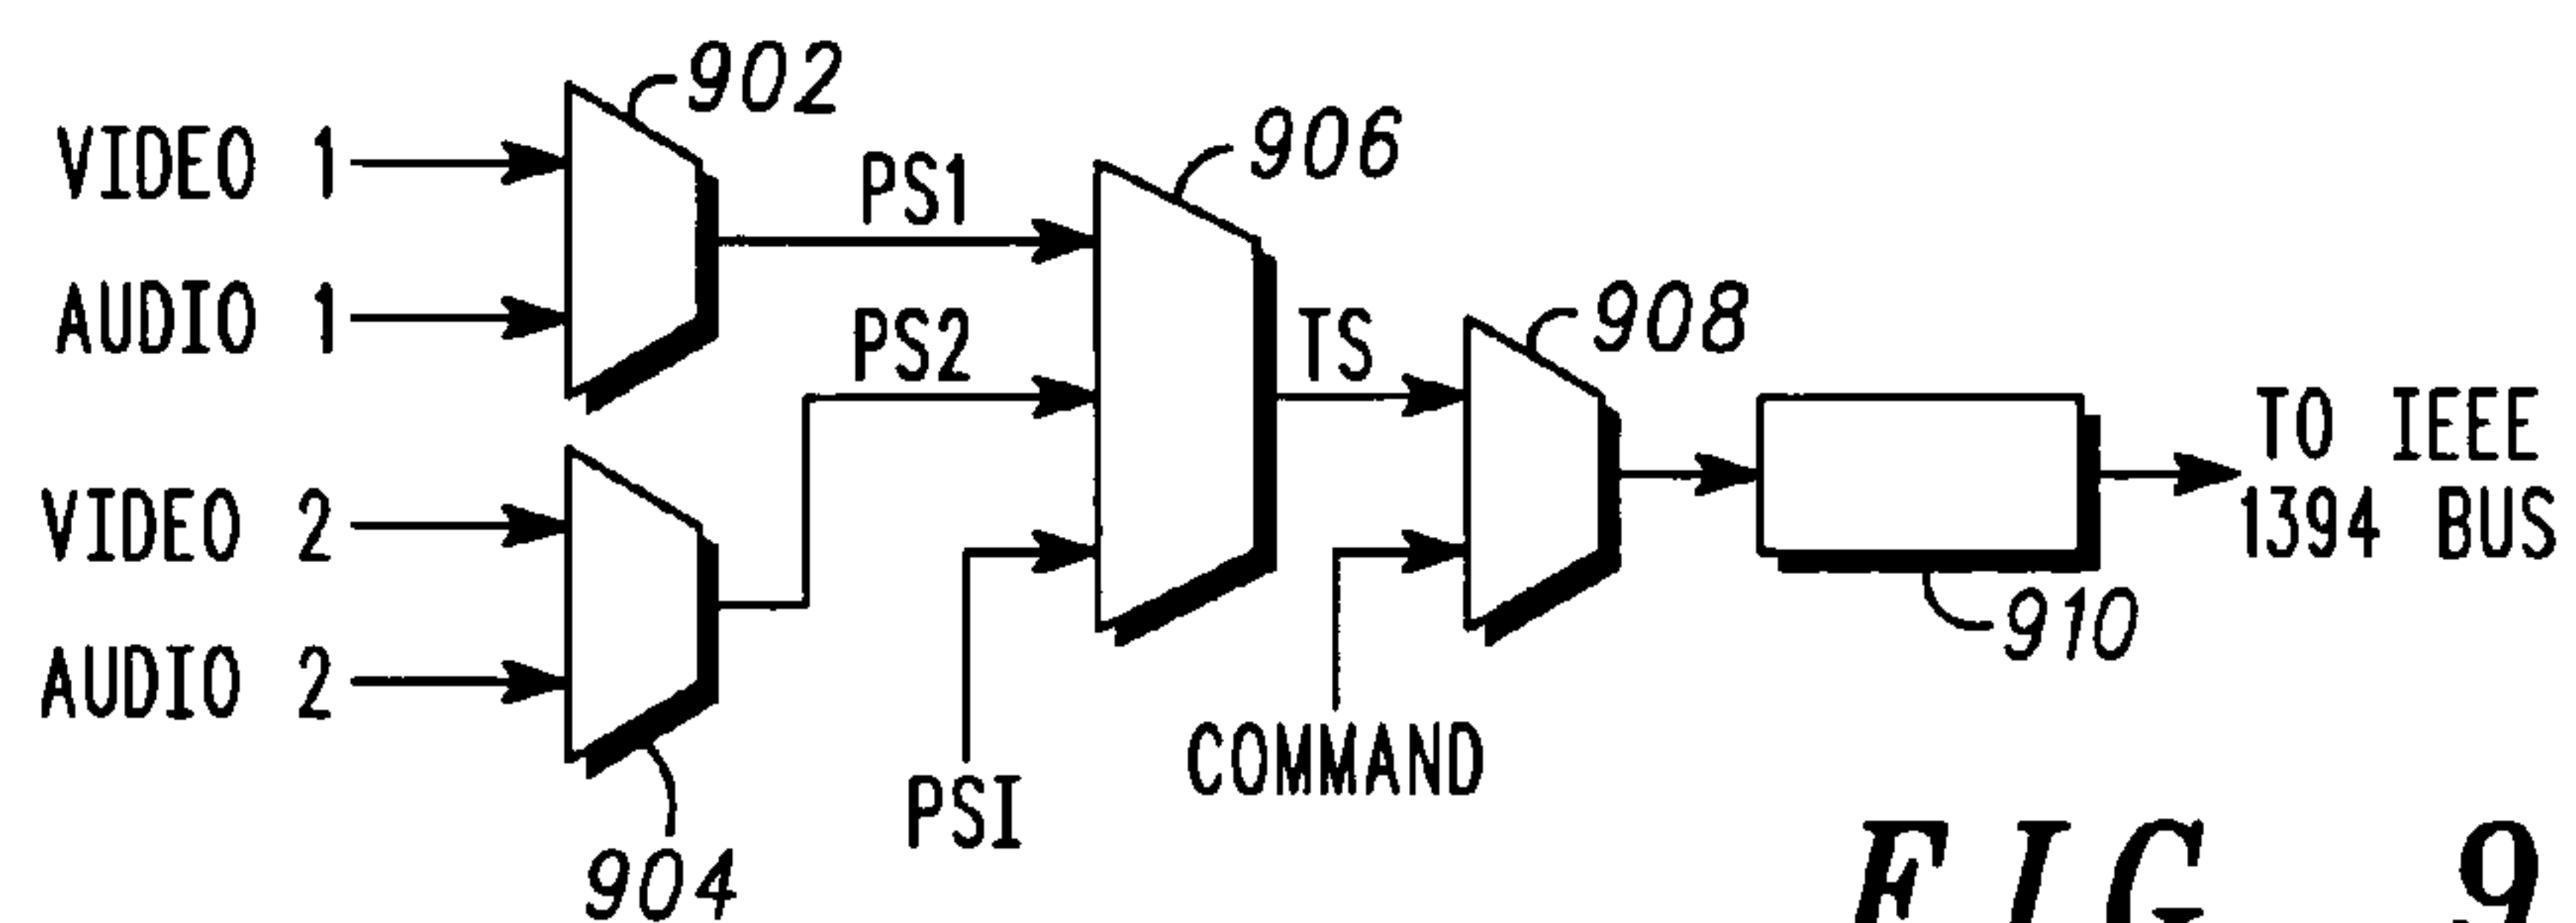 902
VIDEO 1
AUDIO 1
PS1
906
PS2
TS
908
VIDEO 2
AUDIO 2
PSI
COMMAND
904
910
TO IEEE
1394 BUS
FIG 9